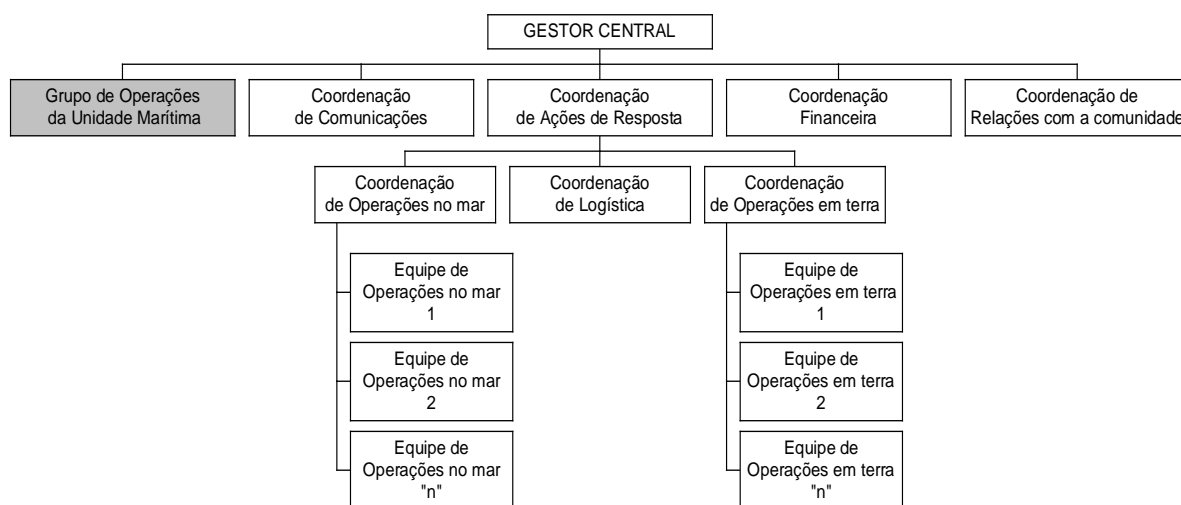 GESTOR CENTRAL
Grupo de Operações
da Unidade Marítima
Coordenação
de Comunicações
Coordenação
de Ações de Resposta
Coordenação
Financeira
Coordenação de
Relações com a comunidade
Coordenação
de Operações no mar
Coordenação
de Logística
Coordenação
de Operações em terra
Equipe de
Operações no mar
1
Equipe de
Operações em terra
1
Equipe de
Operações no mar
2
Equipe de
Operações em terra
2
Equipe de
Operações no mar
"n"
Equipe de
Operações em terra
"n"